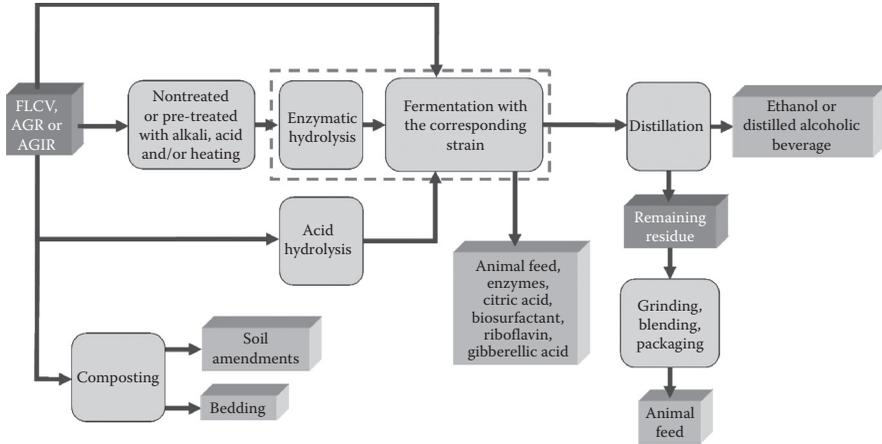 FLCV,
AGR or
AGIR
Nontreated
or pre-treated
with alkali, acid
and/or heating
Enzymatic
hydrolysis
Fermentation with
the corresponding
strain
Distillation
Ethanol or
distilled alcoholic
beverage
Acid
hydrolysis
Remaining
residue
Animal feed,
enzymes,
citric acid,
biosurfactant,
riboflavin,
gibberellic acid
Grinding,
blending,
packaging
Composting
Soil
amendments
Bedding
Animal
feed